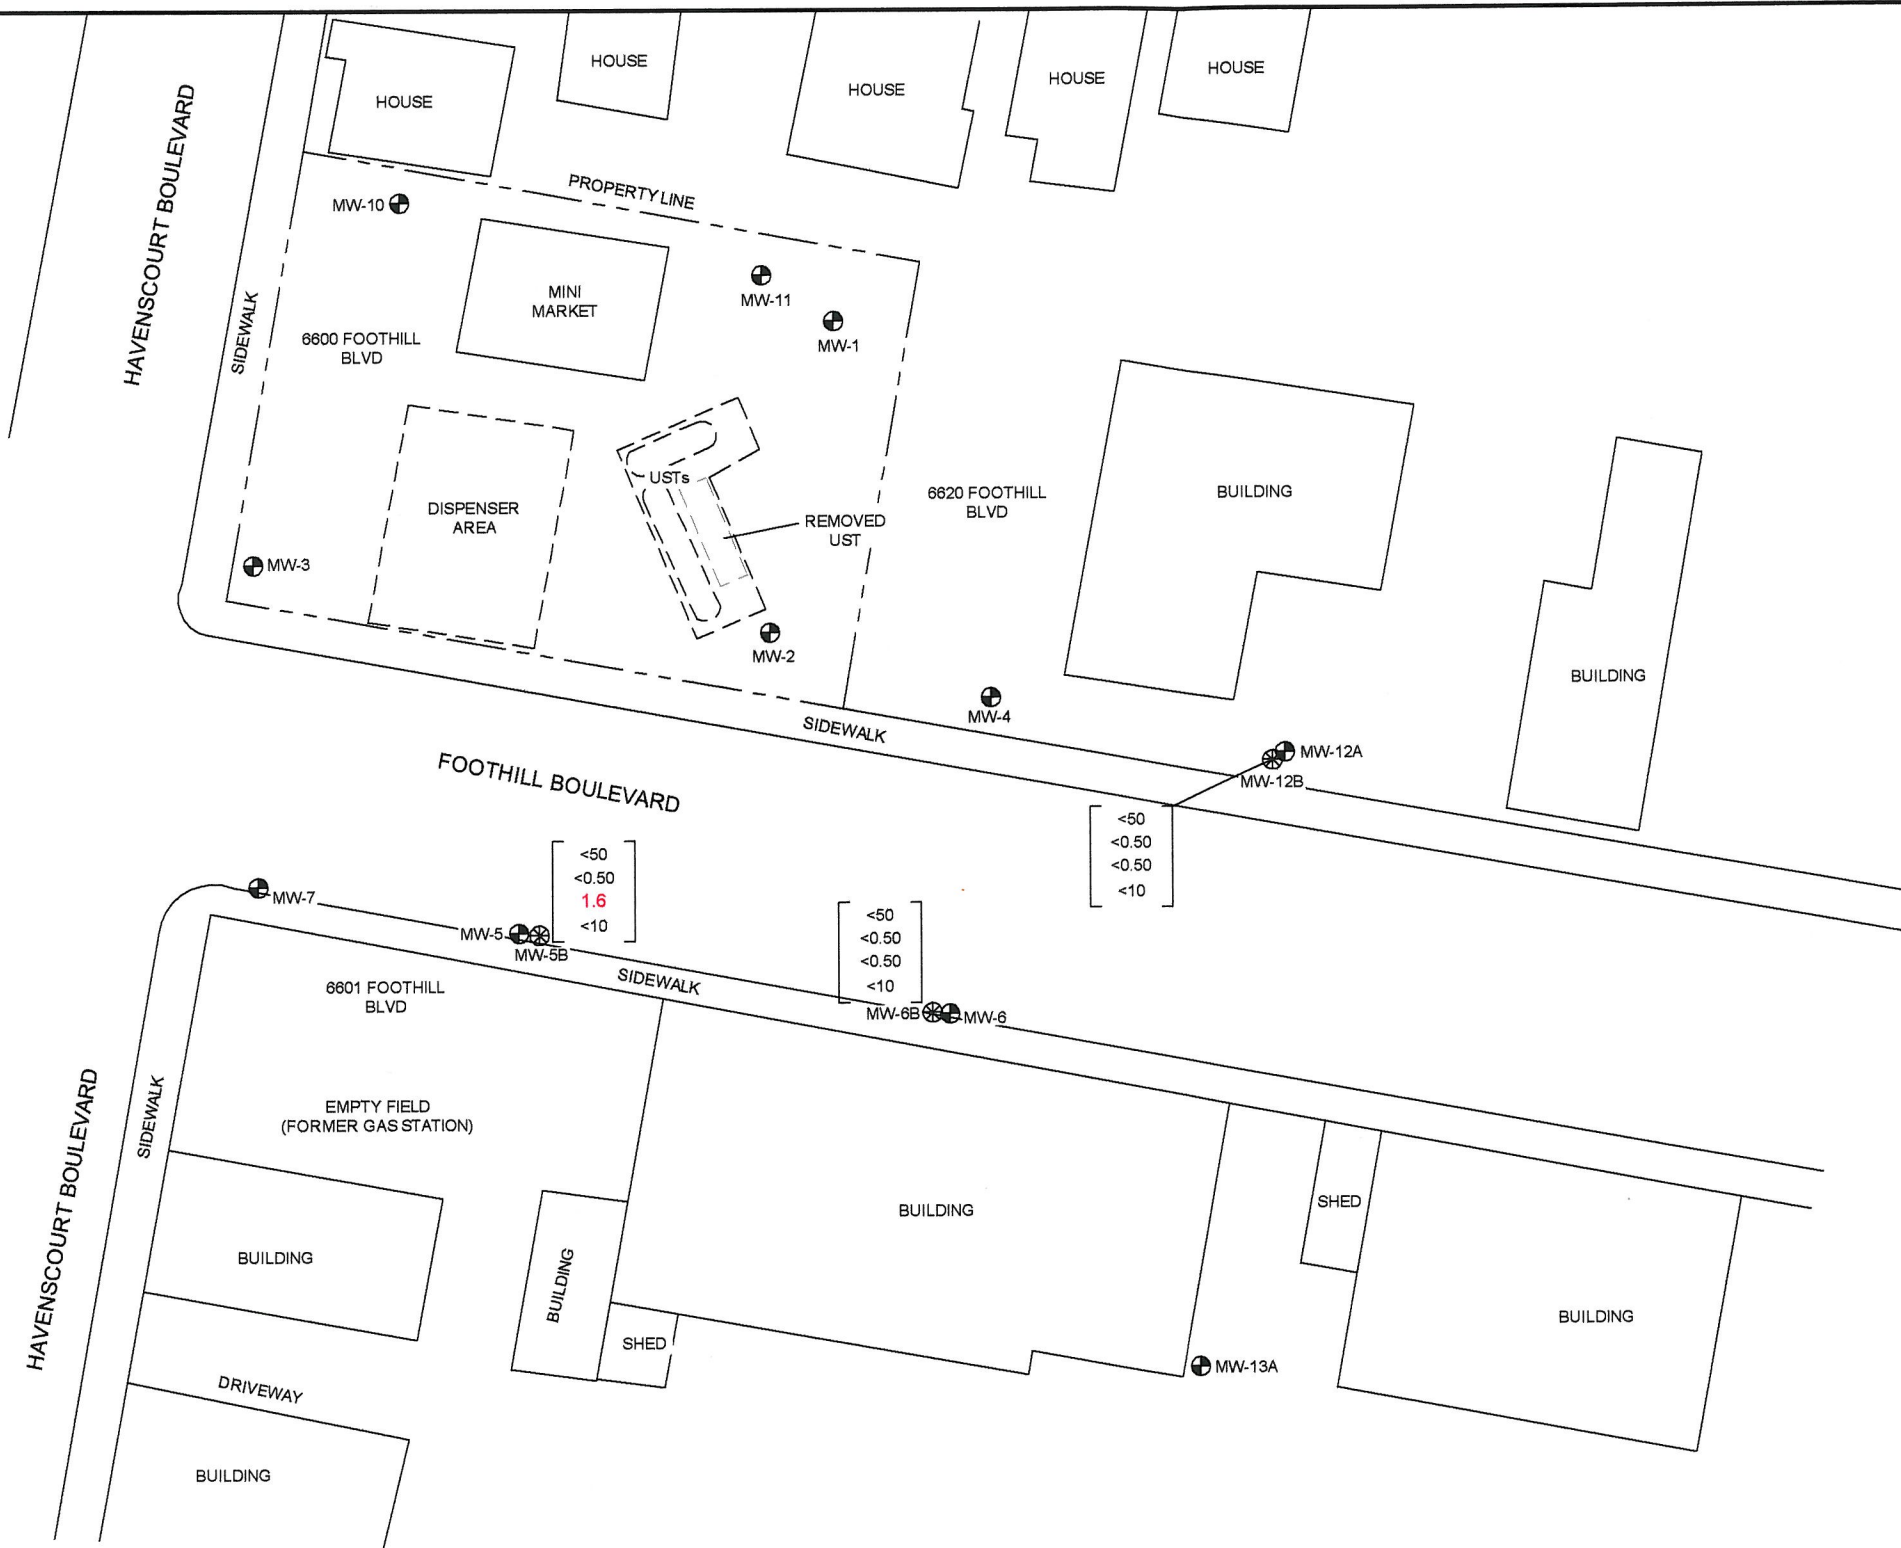 HOUSE
HOUSE
HOUSE
HOUSE
HOUSE
HAVENSCOURT BOULEVARD
SIDEWALK
PROPERTY LINE
MW-10
MINI
MARKET
MW-11
MW-1
6600 FOOTHILL
BLVD
USTs
DISPENSER
AREA
REMOVED
UST
6620 FOOTHILL
BLVD
BUILDING
BUILDING
MW-3
MW-2
MW-4
SIDEWALK
MW-12A
MW-12B
FOOTHILL BOULEVARD
<50
<0.50
<0.50
<10
<50
<0.50
1.6
<10
<50
<0.50
<0.50
<10
MW-7
MW-5
MW-5B
SIDEWALK
MW-6B
MW-6
6601 FOOTHILL
BLVD
HAVENSCOURT BOULEVARD
SIDEWALK
EMPTY FIELD
(FORMER GAS STATION)
BUILDING
BUILDING
BUILDING
SHED
SHED
BUILDING
MW-13A
DRIVEWAY
BUILDING